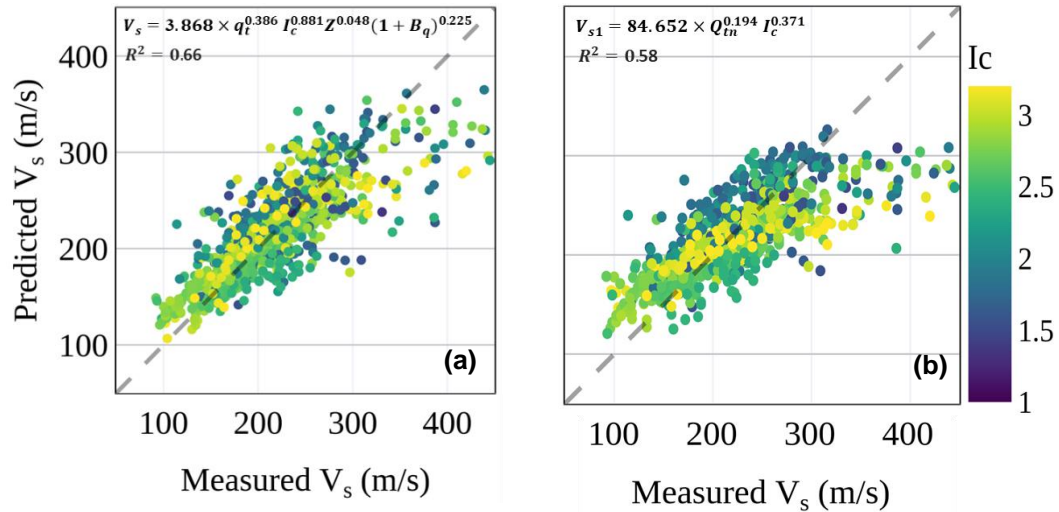 V_s = 3.868 × q_t^0.386 I_c^0.881 Z^0.048 (1 + B_q)^0.225
R² = 0.66
400
300
200
100
Predicted V_s (m/s)
(a)
100 200 300 400
Measured V_s (m/s)
V_s1 = 84.652 × Q_tn^0.194 I_c^0.371
R² = 0.58
(b)
100 200 300 400
Measured V_s (m/s)
Ic
3
2.5
2
1.5
1